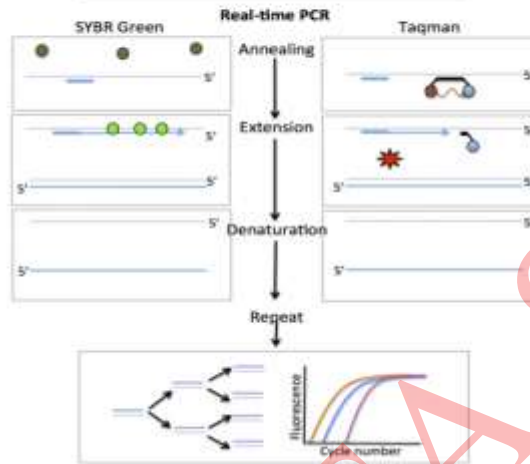 Real-time PCR
SYBR Green
Annealing
Taqman
5'
5'
Extension
5'
5'
5'
5'
5'
5'
5'
5'
Denaturation
5'
5'
Repeat
Fluorescence
Cycle number